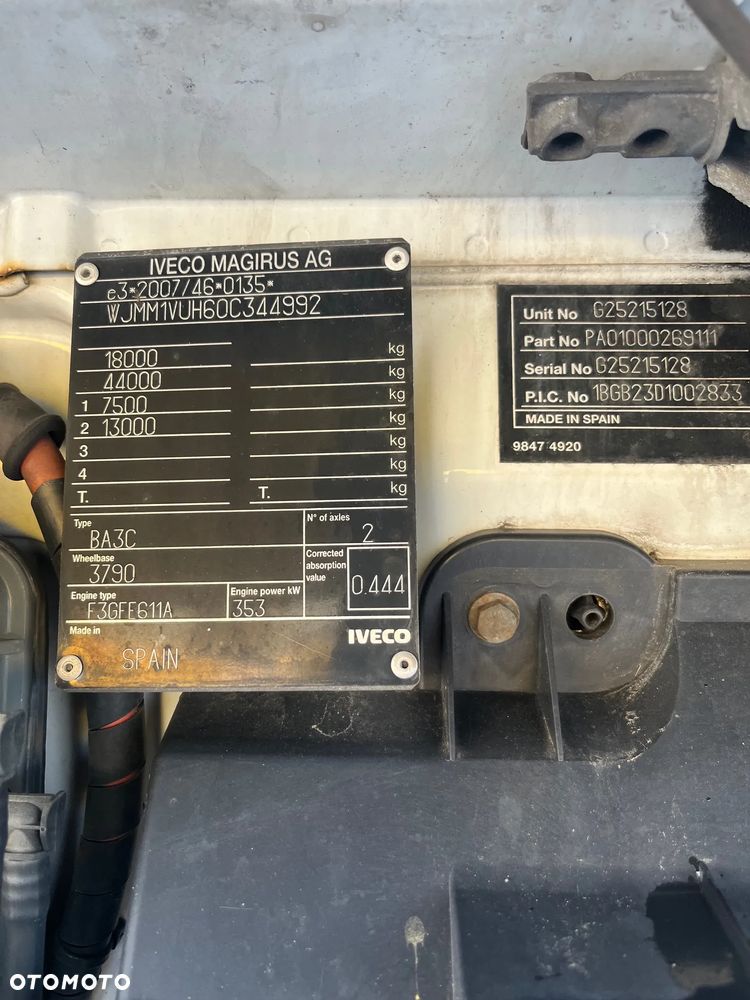 IVECO MAGIRUS AG
e3*2007/46*0135*
WJMM1VUH60C344992
18000 kg
44000 kg
1 7500 kg
2 13000 kg
3 kg
4 kg
T. T. kg
Type N° of axles
BA3C 2
Wheelbase Corrected absorption value
3790 0.444
Engine type Engine power kW
F3GFE611A 353
Made in IVECO
SPAIN
Unit No G25215128
Part No PA01000269111
Serial No G25215128
P.I.C. No 1BGB23D1002833
MADE IN SPAIN
9847 4920
OTOMOTO